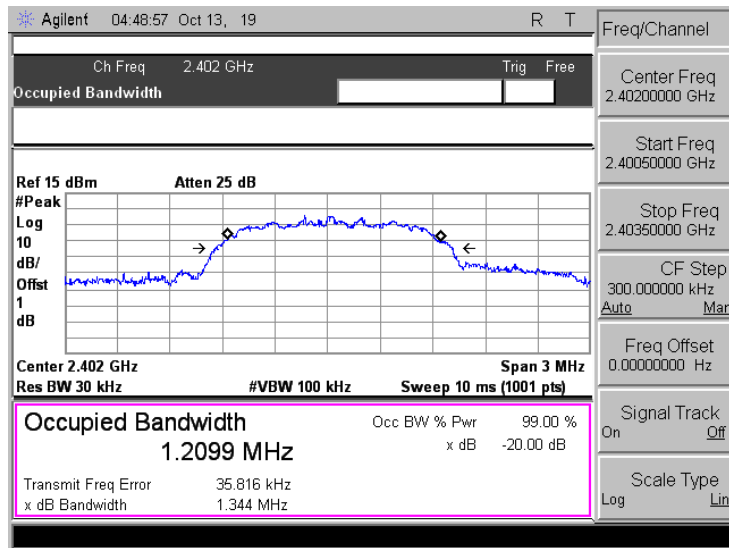 Agilent 04:48:57 Oct 13, 19 R T
Ch Freq 2.402 GHz Trig Free
Occupied Bandwidth
Ref 15 dBm Atten 25 dB
#Peak
Log
10
dB/
Offst
1
dB
Center 2.402 GHz Span 3 MHz
Res BW 30 kHz #VBW 100 kHz Sweep 10 ms (1001 pts)
Occupied Bandwidth
1.2099 MHz
Occ BW % Pwr 99.00 %
x dB -20.00 dB
Transmit Freq Error 35.816 kHz
x dB Bandwidth 1.344 MHz
Freq/Channel
Center Freq
2.40200000 GHz
Start Freq
2.40050000 GHz
Stop Freq
2.40350000 GHz
CF Step
300.000000 kHz
Auto Man
Freq Offset
0.00000000 Hz
Signal Track
On Off
Scale Type
Log Lin